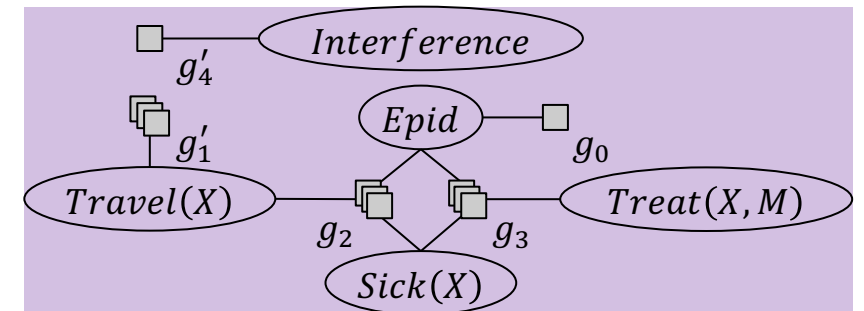 Interference
g′₄
Epid
g′₁
g₀
Travel(X)
Treat(X, M)
g₂
g₃
Sick(X)